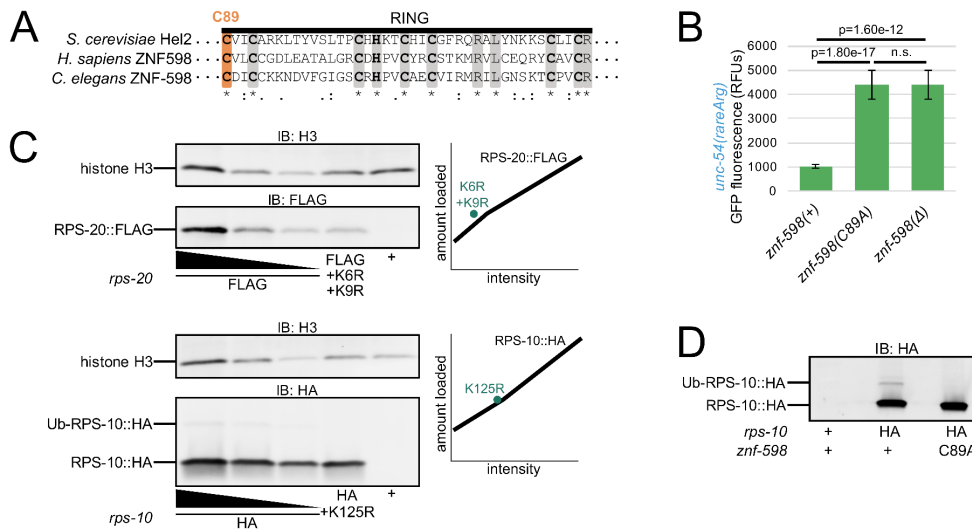 A
C89
RING
S. cerevisiae Hel2 ···CVICARKLTYVSLTPCHHKTCHICGFRQRALYNKKSCLICR···
H. sapiens ZNF598 ···CVLCCGDLEATALGRCDHPVCYRCSTKMRVLCEQRYCAVCR···
C. elegans ZNF-598 ···CDICCKKNDVFGIGSCRHPVCAECVIRMRILGNSKTCPVCR···
B
unc-54(rareArg)
GFP fluorescence (RFUs)
6000
5000
4000
3000
2000
1000
0
p=1.60e-12
p=1.80e-17
n.s.
znf-598(+)
znf-598(C89A)
znf-598(Δ)
C
IB: H3
histone H3
IB: FLAG
RPS-20::FLAG
rps-20
FLAG
FLAG
+K6R
+K9R
+
RPS-20::FLAG
K6R
+K9R
amount loaded
intensity
IB: H3
histone H3
IB: HA
Ub-RPS-10::HA
RPS-10::HA
rps-10
HA
HA
+K125R
+
RPS-10::HA
K125R
amount loaded
intensity
D
IB: HA
Ub-RPS-10::HA
RPS-10::HA
rps-10 + HA HA
znf-598 + + C89A